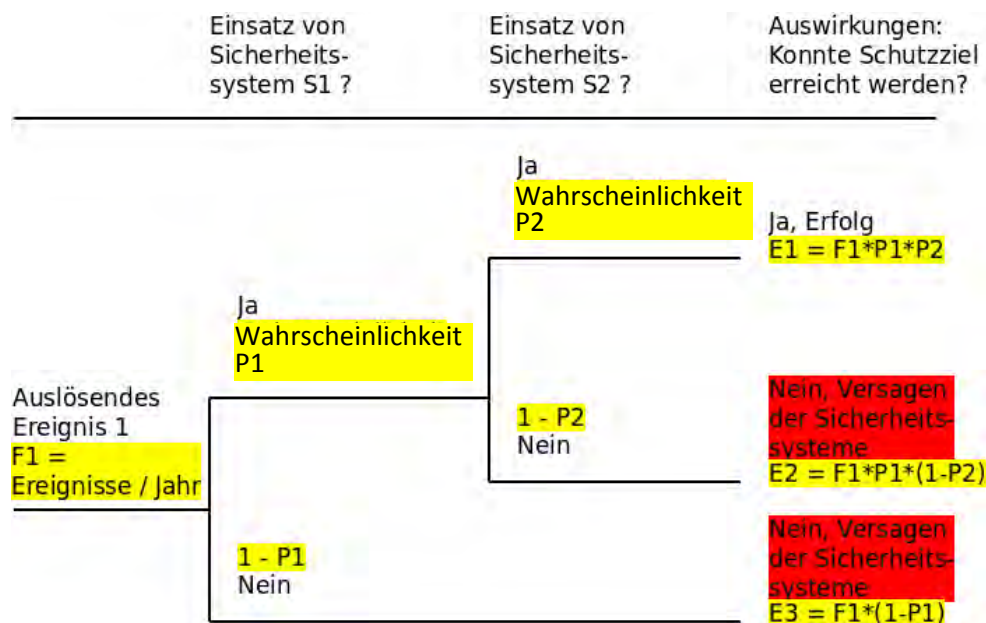 Einsatz von
Sicherheits-
system S1 ?
Einsatz von
Sicherheits-
system S2 ?
Auswirkungen:
Konnte Schutzziel
erreicht werden?
Ja
Wahrscheinlichkeit
P2
Ja, Erfolg
E1 = F1*P1*P2
Ja
Wahrscheinlichkeit
P1
Auslösendes
Ereignis 1
F1 =
Ereignisse / Jahr
1 - P2
Nein
Nein, Versagen
der Sicherheits-
systeme
E2 = F1*P1*(1-P2)
1 - P1
Nein
Nein, Versagen
der Sicherheits-
systeme
E3 = F1*(1-P1)